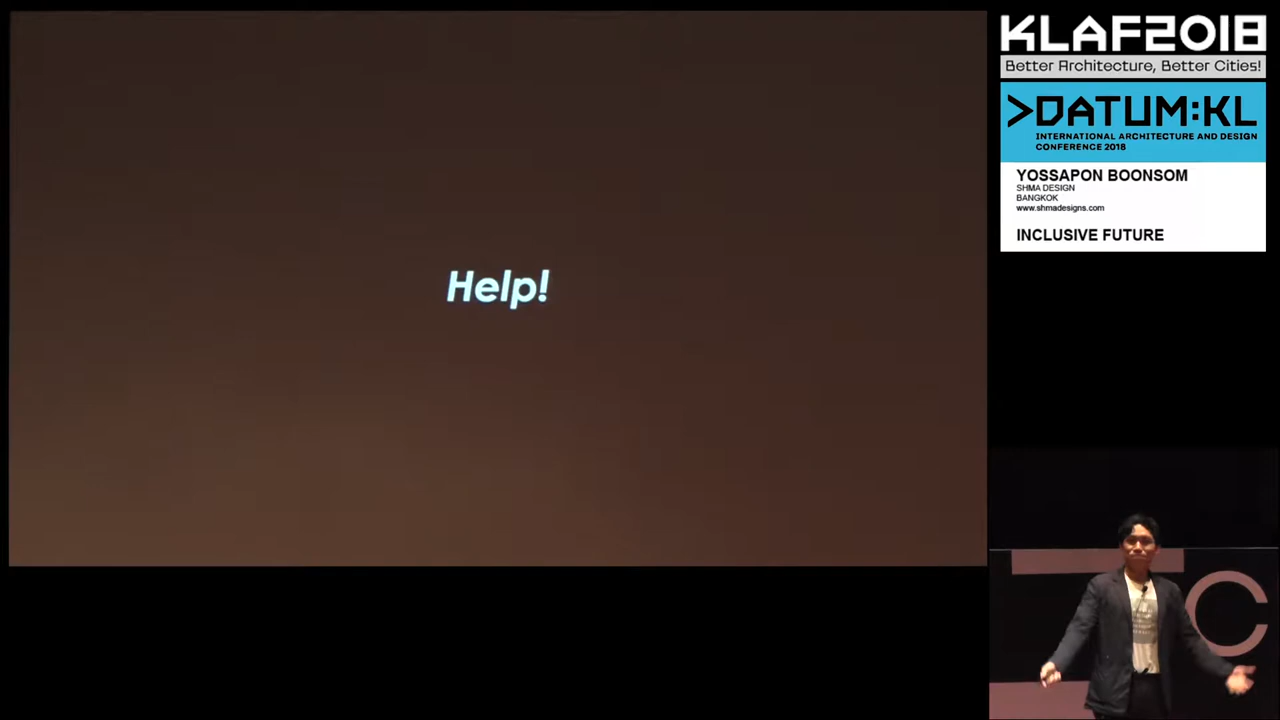 Help!
KLAF2018
Better Architecture, Better Cities!
>DATUM:KL
INTERNATIONAL ARCHITECTURE AND DESIGN
CONFERENCE 2018
YOSSAPON BOONSOM
SHMA DESIGN
BANGKOK
www.shmadesigns.com
INCLUSIVE FUTURE